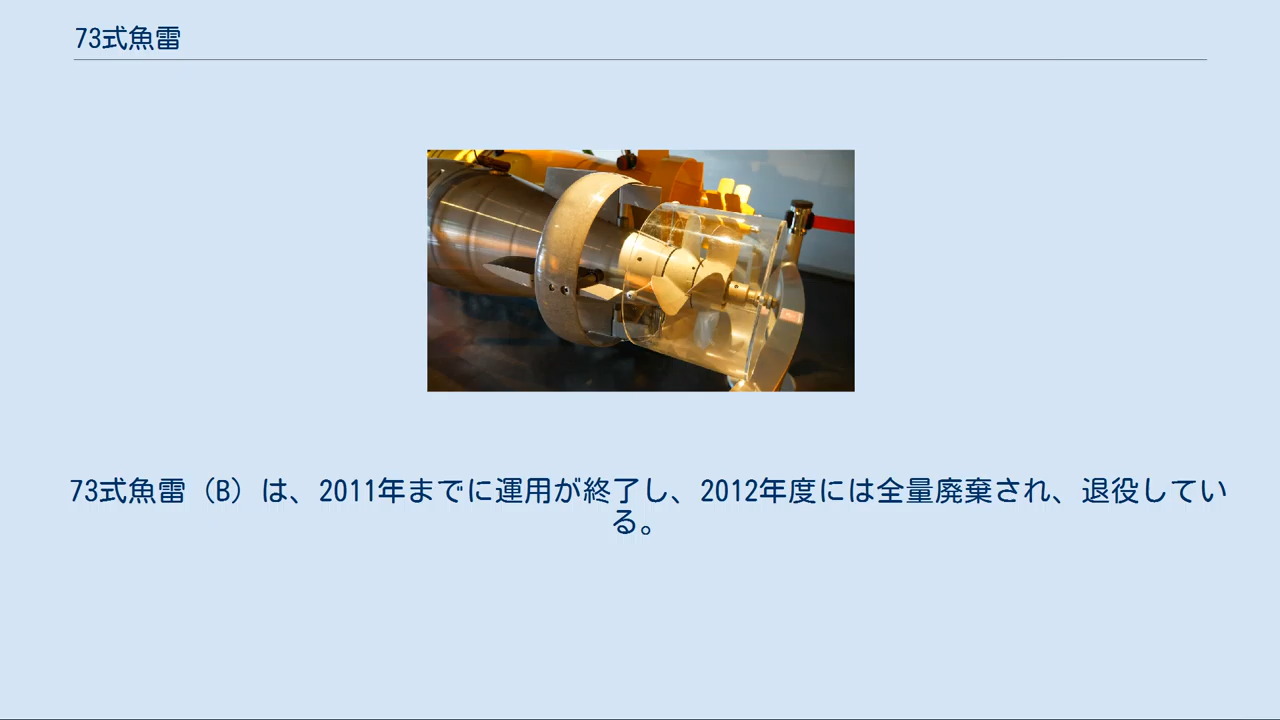 73式魚雷
73式魚雷（B）は、2011年までに運用が終了し、2012年度には全量廃棄され、退役してい
る。